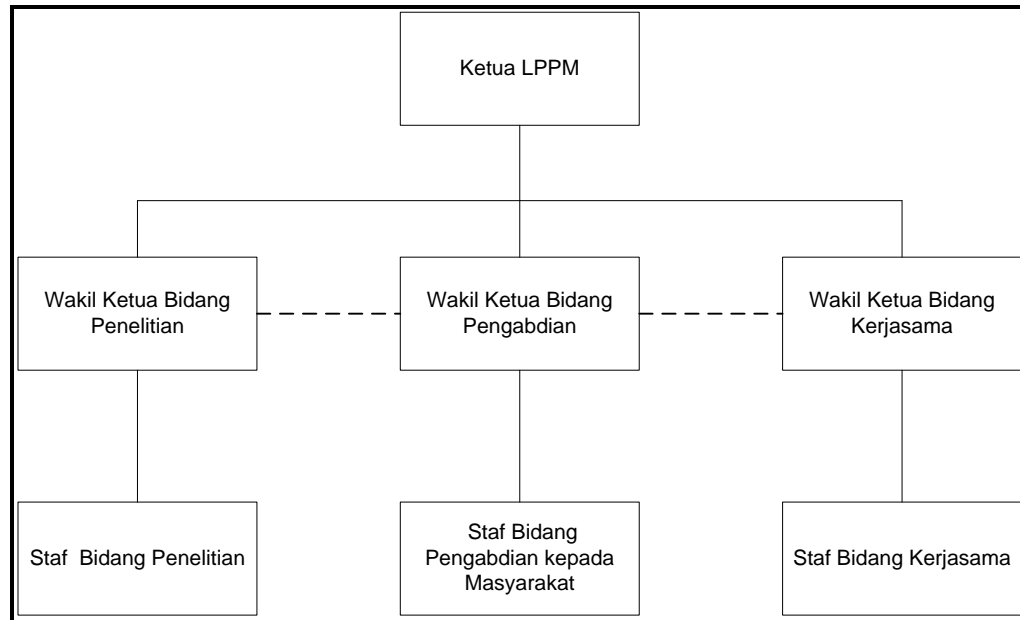 Ketua LPPM
Wakil Ketua Bidang
Penelitian
Wakil Ketua Bidang
Pengabdian
Wakil Ketua Bidang
Kerjasama
Staf  Bidang Penelitian
Staf Bidang
Pengabdian kepada
Masyarakat
Staf Bidang Kerjasama